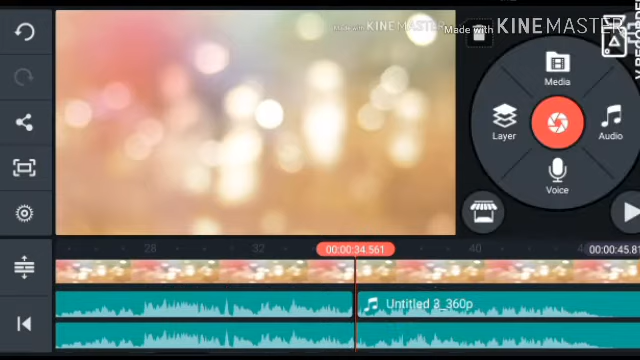 Made with KINEMASTER
Made with KINEMASTER
Media
Layer
Audio
Voice
28
32
00:00:34.561
40
00:00:45.81
Untitled 3_360p